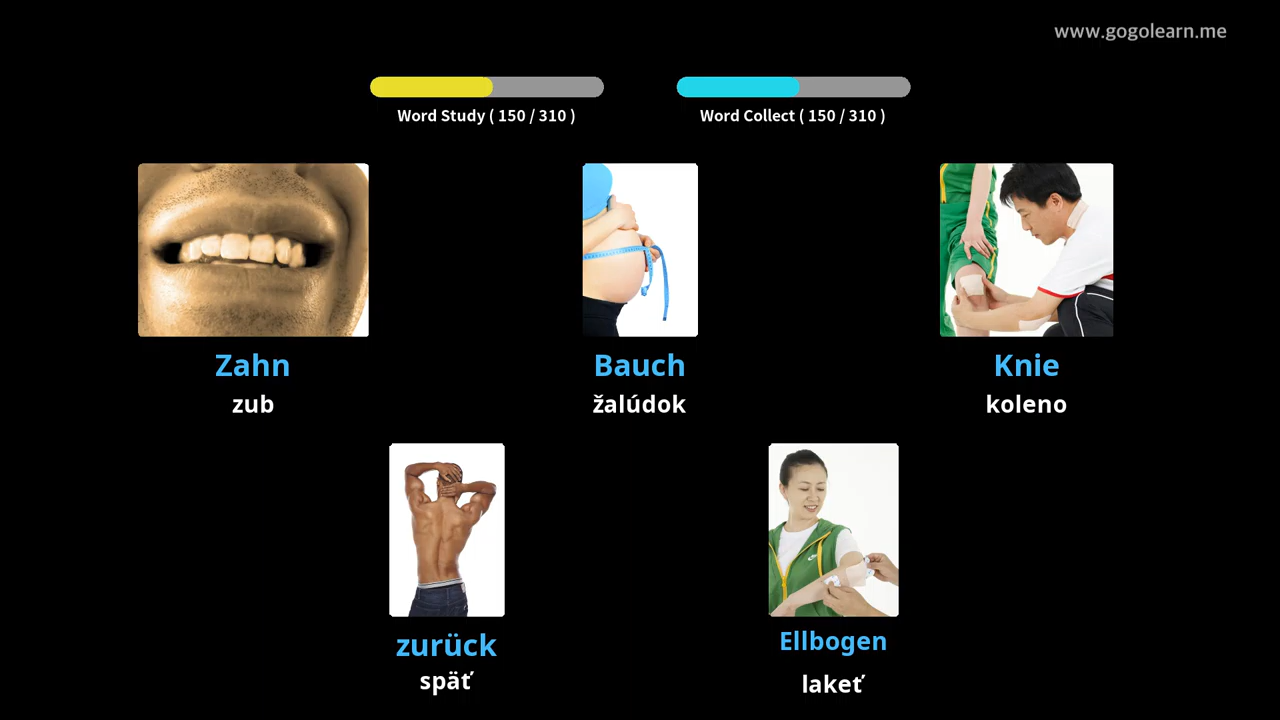 www.gogolearn.me
Word Study ( 150 / 310 )
Word Collect ( 150 / 310 )
Zahn
zub
Bauch
žalúdok
Knie
koleno
zurück
späť
Ellbogen
lakeť